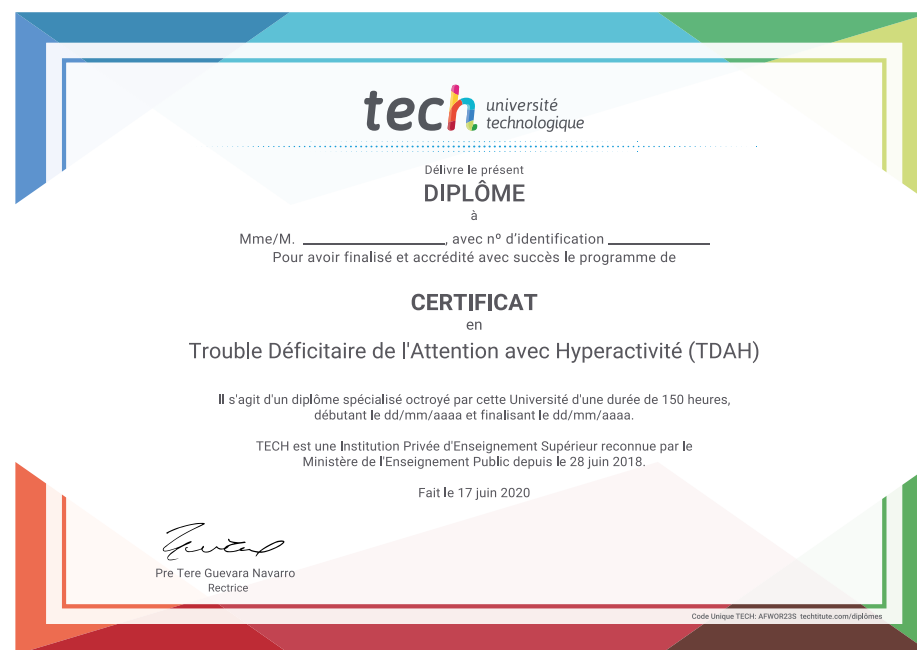 tech université
technologique
Délivre le présent
DIPLÔME
à
Mme/M. ____________________, avec nº d'identification ______________
Pour avoir finalisé et accrédité avec succès le programme de
CERTIFICAT
en
Trouble Déficitaire de l'Attention avec Hyperactivité (TDAH)
Il s'agit d'un diplôme spécialisé octroyé par cette Université d'une durée de 150 heures,
débutant le dd/mm/aaaa et finalisant le dd/mm/aaaa.
TECH est une Institution Privée d'Enseignement Supérieur reconnue par le
Ministère de l'Enseignement Public depuis le 28 juin 2018.
Fait le 17 juin 2020
Pre Tere Guevara Navarro
Rectrice
Code Unique TECH: AFWOR23S techtitute.com/diplômes